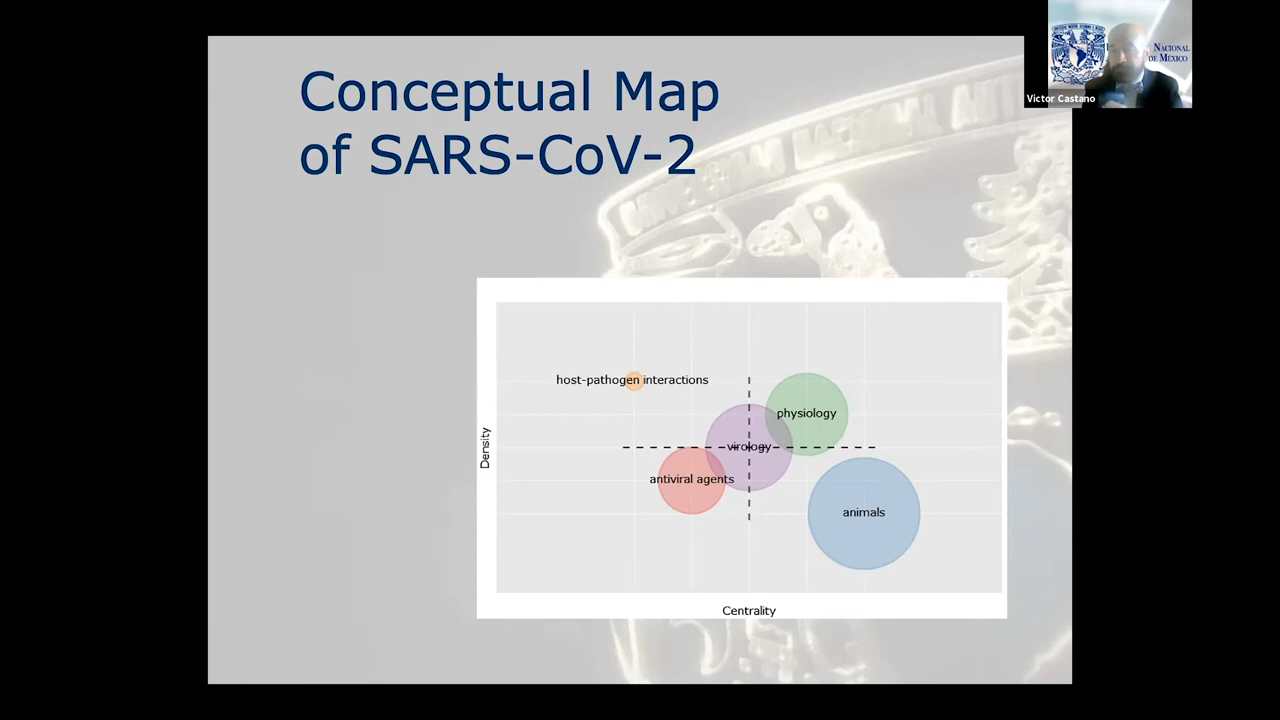 Conceptual Map
of SARS-CoV-2
NACIONAL
DE MÉXICO
Victor Castano
host-pathogen interactions
physiology
virology
antiviral agents
animals
Density
Centrality